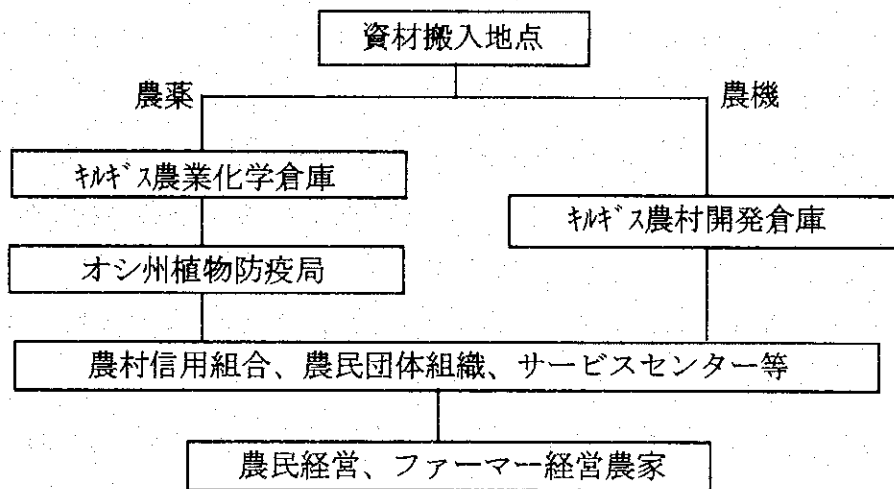 資材搬入地点
農薬
農機
ｷﾙｷﾞｽ農業化学倉庫
ｷﾙｷﾞｽ農村開発倉庫
オシ州植物防疫局
農村信用組合、農民団体組織、サービスセンター等
農民経営、ファーマー経営農家